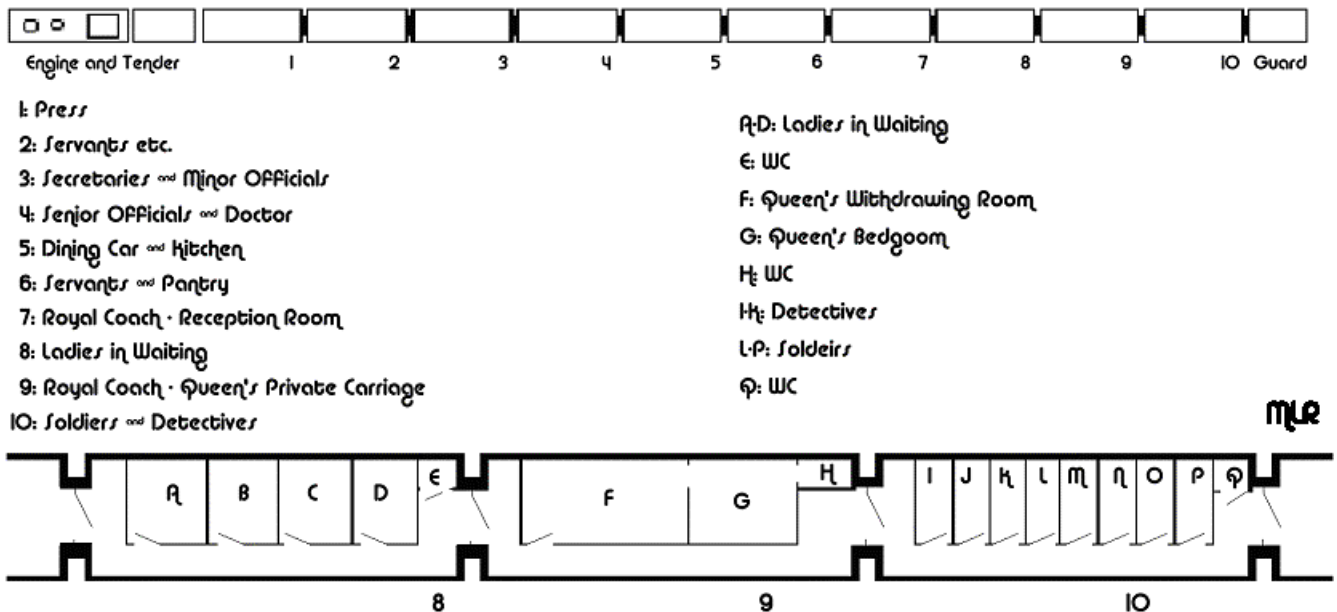 Engine and Tender 1 2 3 4 5 6 7 8 9 10 Guard
1: Press
2: Servants etc.
3: Secretaries and Minor Officials
4: Senior Officials and Doctor
5: Dining Car and Kitchen
6: Servants and Pantry
7: Royal Coach - Reception Room
8: Ladies in Waiting
9: Royal Coach - Queen's Private Carriage
10: Soldiers and Detectives
A-D: Ladies in Waiting
E: WC
F: Queen's Withdrawing Room
G: Queen's Bedgoom
H: WC
I-K: Detectives
L-P: Soldeirs
Q: WC
MLR
A B C D E F G H I J K L M N O P Q
8 9 10